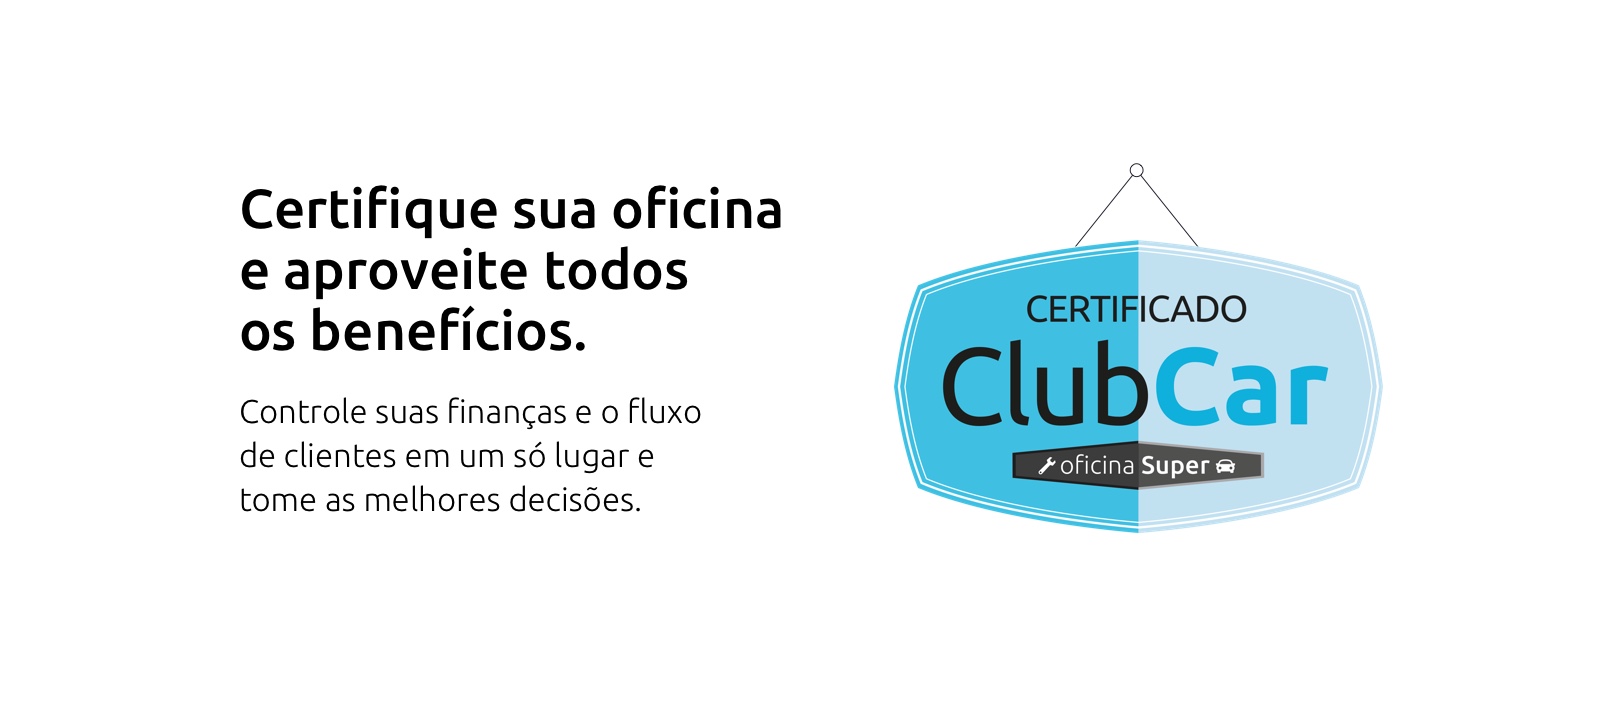 Certifique sua oficina
e aproveite todos
os benefícios.
Controle suas finanças e o fluxo
de clientes em um só lugar e
tome as melhores decisões.
CERTIFICADO
ClubCar
oficina Super